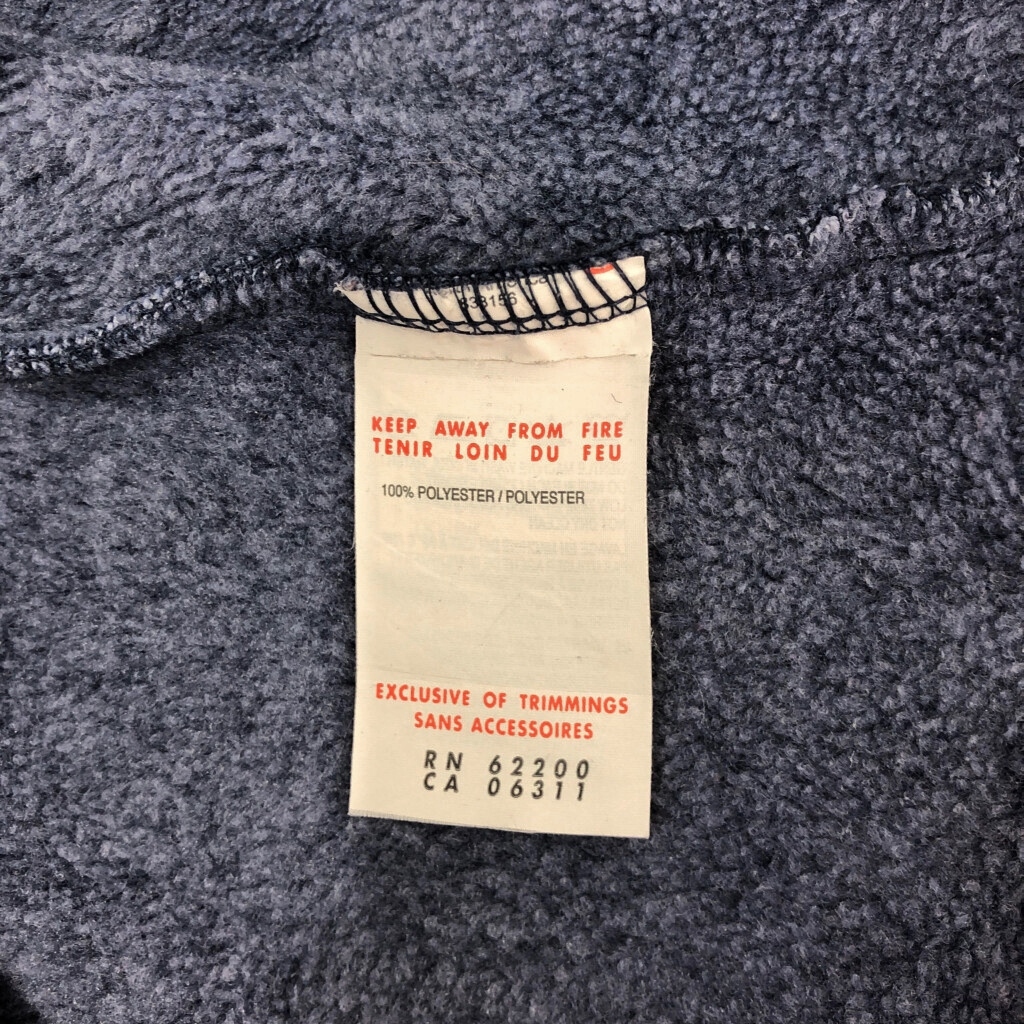 838156
KEEP AWAY FROM FIRE
TENIR LOIN DU FEU
100% POLYESTER / POLYESTER
EXCLUSIVE OF TRIMMINGS
SANS ACCESSOIRES
RN 62200
CA 06311